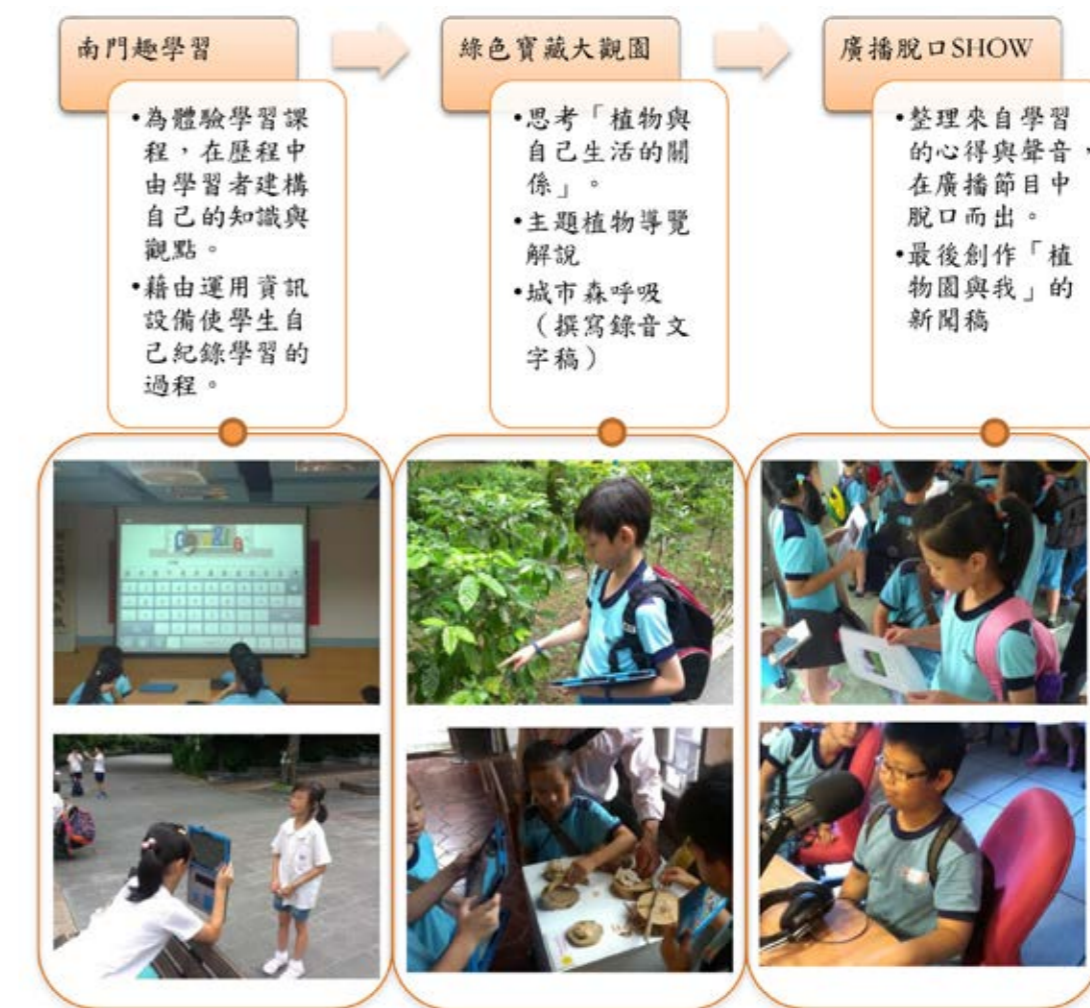 南門趣學習
•為體驗學習課
程，在歷程中
由學習者建構
自己的知識與
觀點。
•藉由運用資訊
設備使學生自
己紀錄學習的
過程。
綠色寶藏大觀園
•思考「植物與
自己生活的關
係」。
•主題植物導覽
解說
•城市森呼吸
（撰寫錄音文
字稿）
廣播脫口SHOW
•整理來自學習
的心得與聲音，
在廣播節目中
脫口而出。
•最後創作「植
物園與我」的
新聞稿